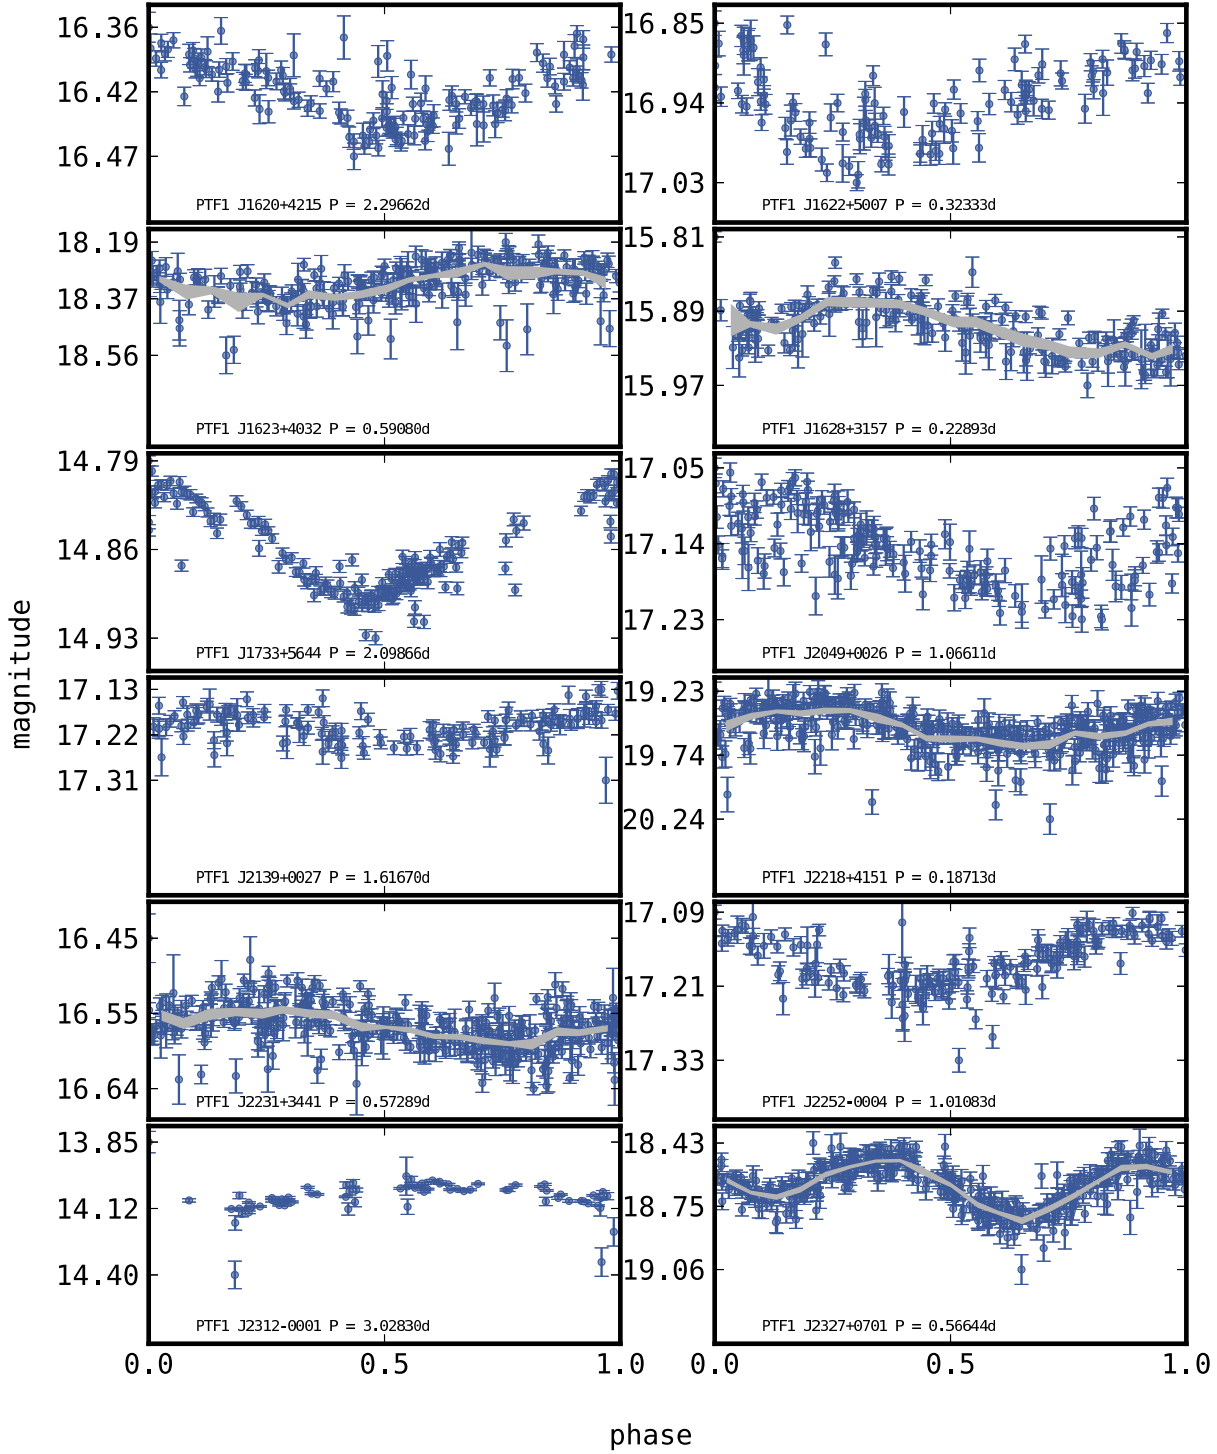 16.36
16.42
16.47
PTF1 J1620+4215 P = 2.29662d
16.85
16.94
17.03
PTF1 J1622+5007 P = 0.32333d
18.19
18.37
18.56
PTF1 J1623+4032 P = 0.59080d
15.81
15.89
15.97
PTF1 J1628+3157 P = 0.22893d
14.79
14.86
14.93
PTF1 J1733+5644 P = 2.09866d
17.05
17.14
17.23
PTF1 J2049+0026 P = 1.06611d
magnitude
17.13
17.22
17.31
PTF1 J2139+0027 P = 1.61670d
19.23
19.74
20.24
PTF1 J2218+4151 P = 0.18713d
16.45
16.55
16.64
PTF1 J2231+3441 P = 0.57289d
17.09
17.21
17.33
PTF1 J2252-0004 P = 1.01083d
13.85
14.12
14.40
PTF1 J2312-0001 P = 3.02830d
18.43
18.75
19.06
PTF1 J2327+0701 P = 0.56644d
0.0 0.5 1.0
0.0 0.5 1.0
phase